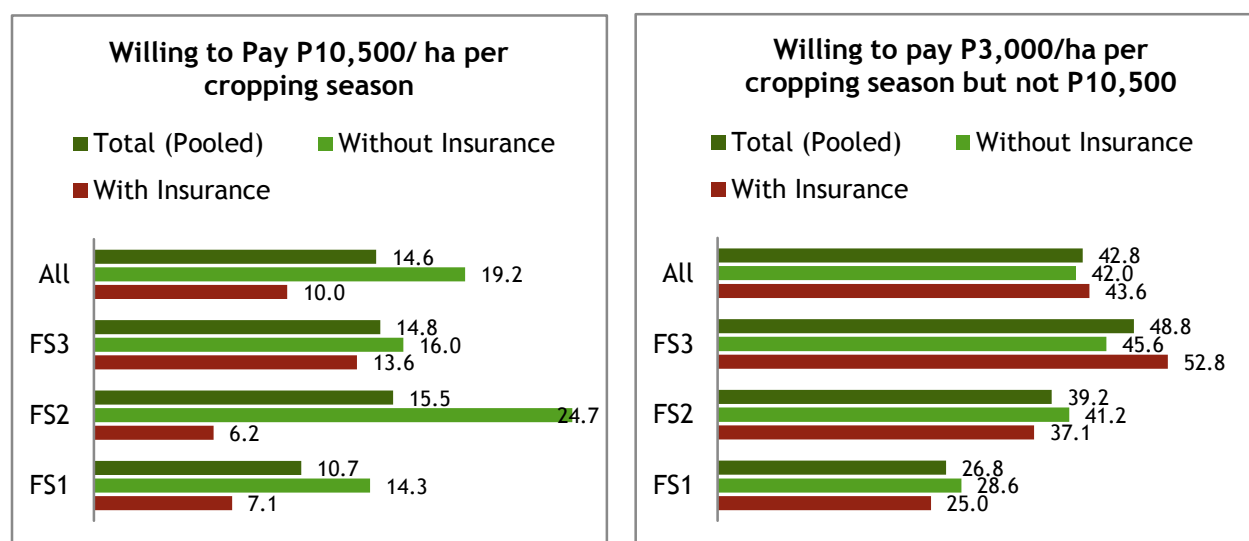 Willing to Pay P10,500/ ha per
cropping season
Total (Pooled) Without Insurance
With Insurance
All 14.6
19.2
10.0
FS3 14.8
16.0
13.6
FS2 15.5
24.7
6.2
FS1 10.7
14.3
7.1
Willing to pay P3,000/ha per
cropping season but not P10,500
Total (Pooled) Without Insurance
With Insurance
All 42.8
42.0
43.6
FS3 48.8
45.6
52.8
FS2 39.2
41.2
37.1
FS1 26.8
28.6
25.0